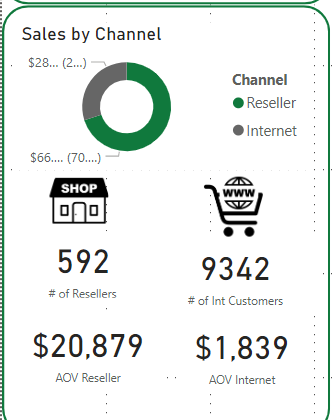 Sales by Channel
$28... (2...)
Channel
Reseller
Internet
$66.... (70....)
SHOP
WWW
592
9342
# of Resellers
# of Int Customers
$20,879
$1,839
AOV Reseller
AOV Internet